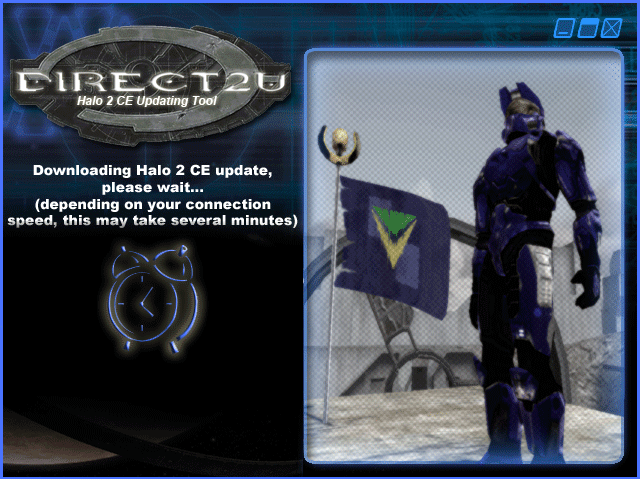 DIRECT2U
Halo 2 CE Updating Tool
Downloading Halo 2 CE update,
please wait...
(depending on your connection
speed, this may take several minutes)